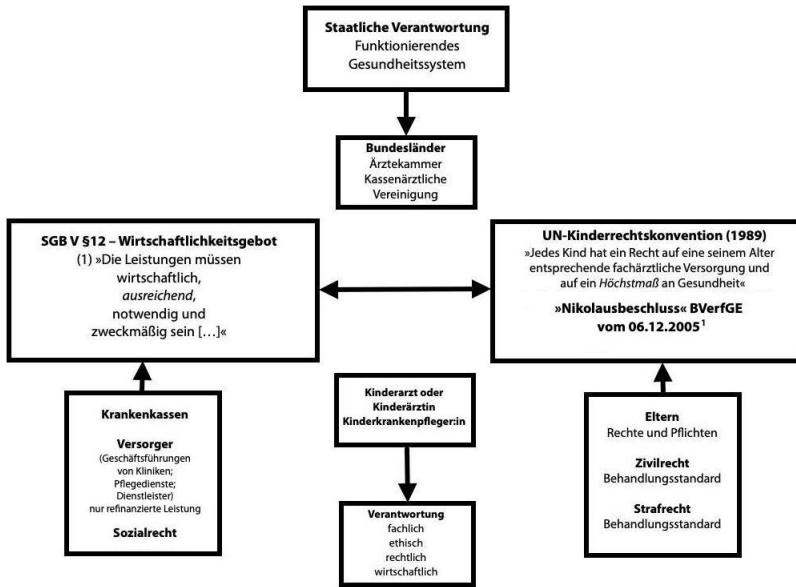 Staatliche Verantwortung
Funktionierendes
Gesundheitssystem
Bundesländer
Ärztekammer
Kassenärztliche
Vereinigung
SGB V §12 – Wirtschaftlichkeitsgebot
(1) »Die Leistungen müssen
wirtschaftlich,
ausreichend,
notwendig und
zweckmäßig sein [...]«
UN-Kinderrechtskonvention (1989)
»Jedes Kind hat ein Recht auf eine seinem Alter
entsprechende fachärztliche Versorgung und
auf ein Höchstmaß an Gesundheit«
»Nikolausbeschluss« BVerfGE
vom 06.12.2005¹
Krankenkassen
Versorger
(Geschäftsführungen
von Kliniken;
Pflegedienste;
Dienstleister)
nur refinanzierte Leistung
Sozialrecht
Kinderarzt oder
Kinderärztin
Kinderkrankenpfleger:in
Verantwortung
fachlich
ethisch
rechtlich
wirtschaftlich
Eltern
Rechte und Pflichten
Zivilrecht
Behandlungsstandard
Strafrecht
Behandlungsstandard